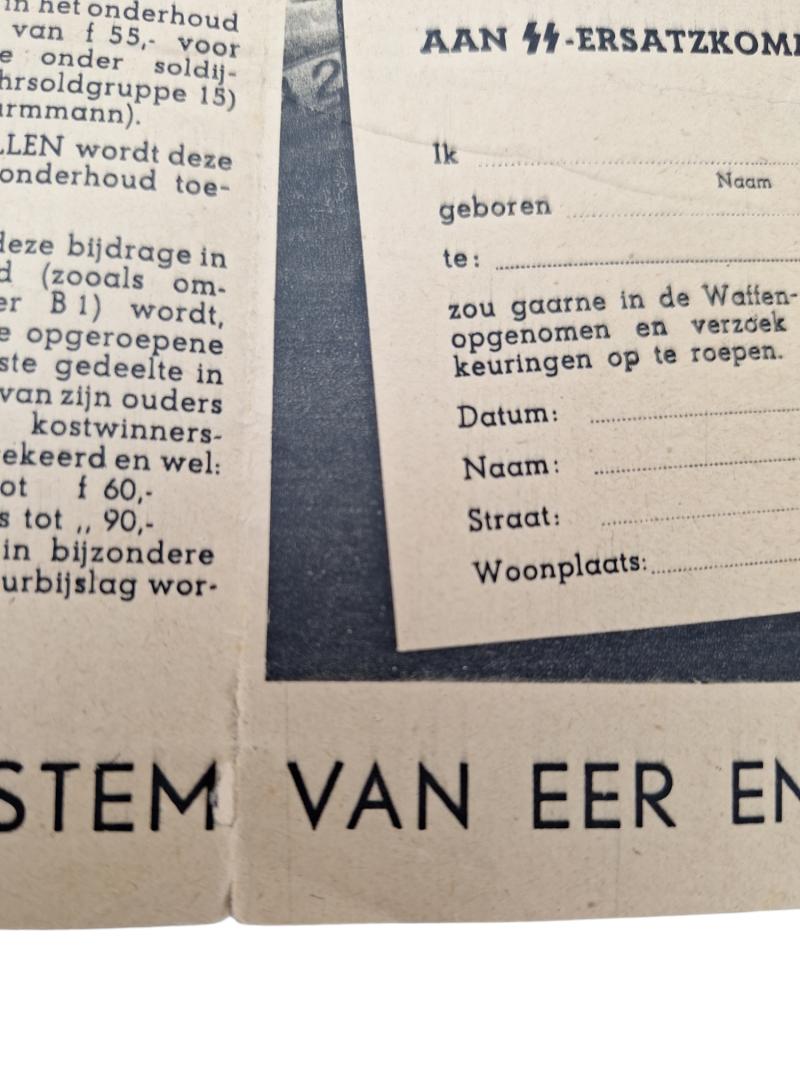 in het onderhoud
van f 55,- voor
e onder soldij-
hrsoldgruppe 15)
urmmann).
LLEN wordt deze
onderhoud toe-
deze bijdrage in
d (zooals om-
er B 1) wordt,
e opgeroepene
ste gedeelte in
van zijn ouders
kostwinners-
ekeerd en wel:
ot f 60,-
s tot ,, 90,-
in bijzondere
urbijslag wor-
2
AAN ᛋᛋ-ERSATZKOM
Ik
Naam
geboren
te:
zou gaarne in de Waffen-
opgenomen en verzoek
keuringen op te roepen.
Datum:
Naam:
Straat:
Woonplaats:
STEM VAN EER EN